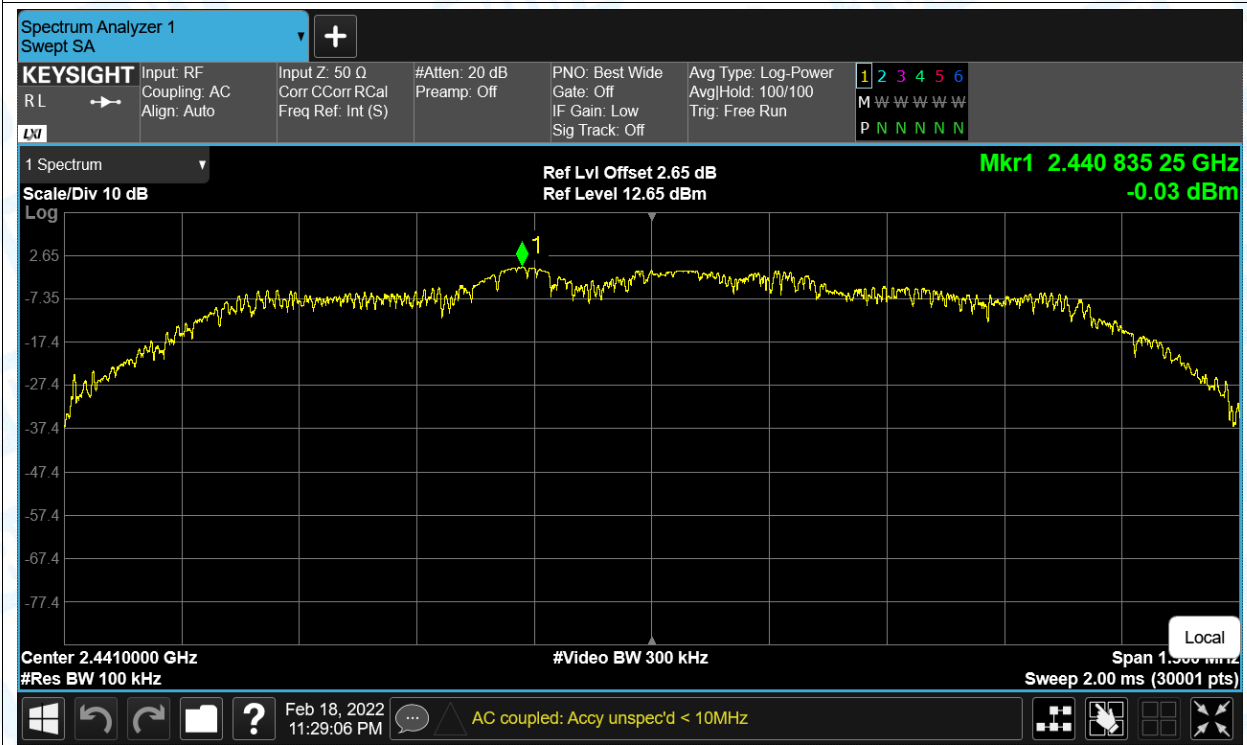 Spectrum Analyzer 1
Swept SA
KEYSIGHT
R L
LXI
Input: RF
Coupling: AC
Align: Auto
Input Z: 50 Ω
Corr CCorr RCal
Freq Ref: Int (S)
#Atten: 20 dB
Preamp: Off
PNO: Best Wide
Gate: Off
IF Gain: Low
Sig Track: Off
Avg Type: Log-Power
Avg|Hold: 100/100
Trig: Free Run
1 2 3 4 5 6
M W W W W W
P N N N N N
1 Spectrum
Scale/Div 10 dB
Log
Ref Lvl Offset 2.65 dB
Ref Level 12.65 dBm
Mkr1 2.440 835 25 GHz
-0.03 dBm
1
2.65
-7.35
-17.4
-27.4
-37.4
-47.4
-57.4
-67.4
-77.4
Local
Center 2.4410000 GHz
#Video BW 300 kHz
Span
#Res BW 100 kHz
Sweep 2.00 ms (30001 pts)
?
Feb 18, 2022
11:29:06 PM
AC coupled: Accy unspec'd < 10MHz